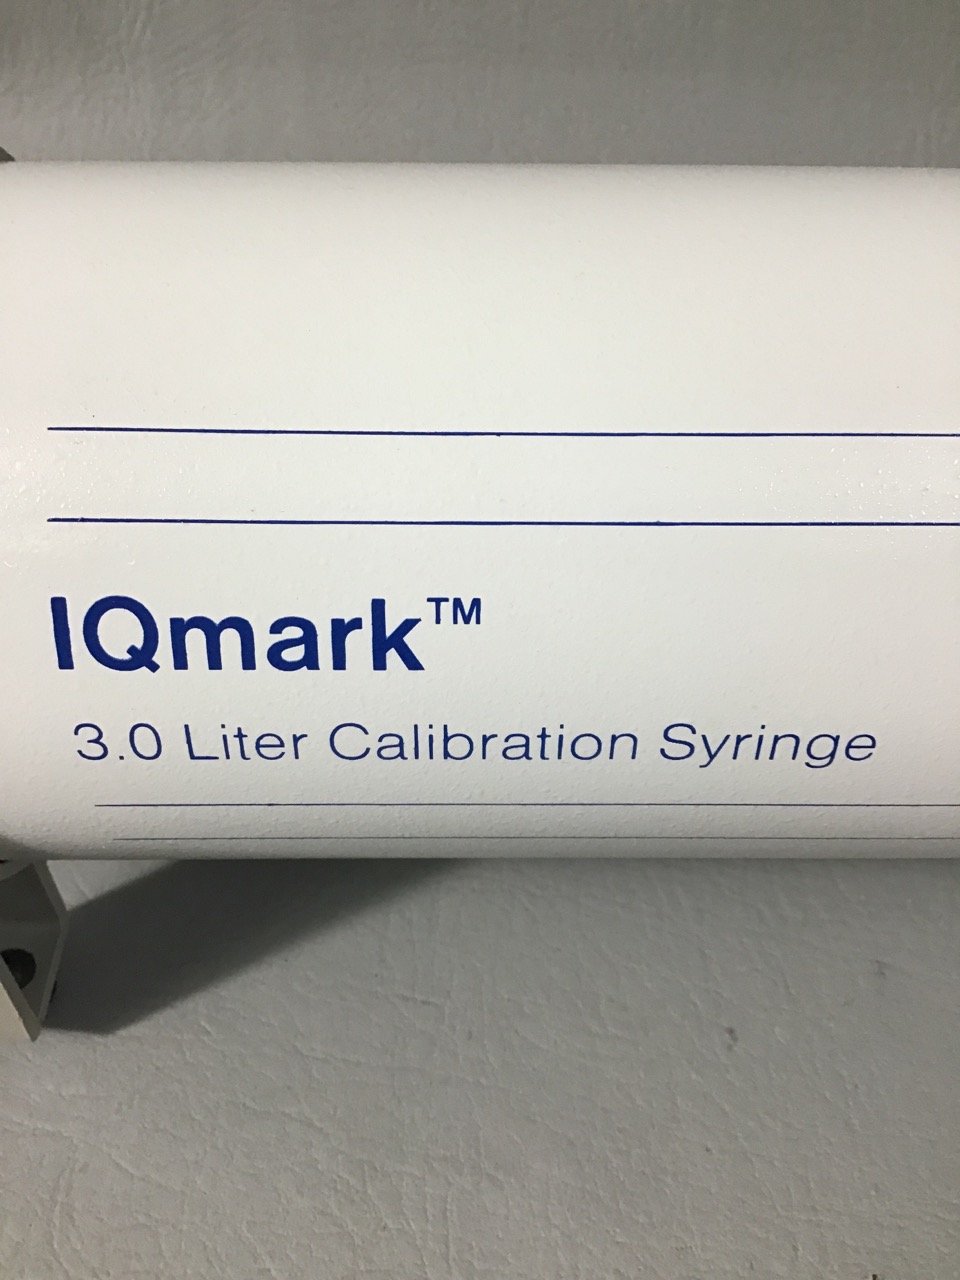 IQmark™
3.0 Liter Calibration Syringe